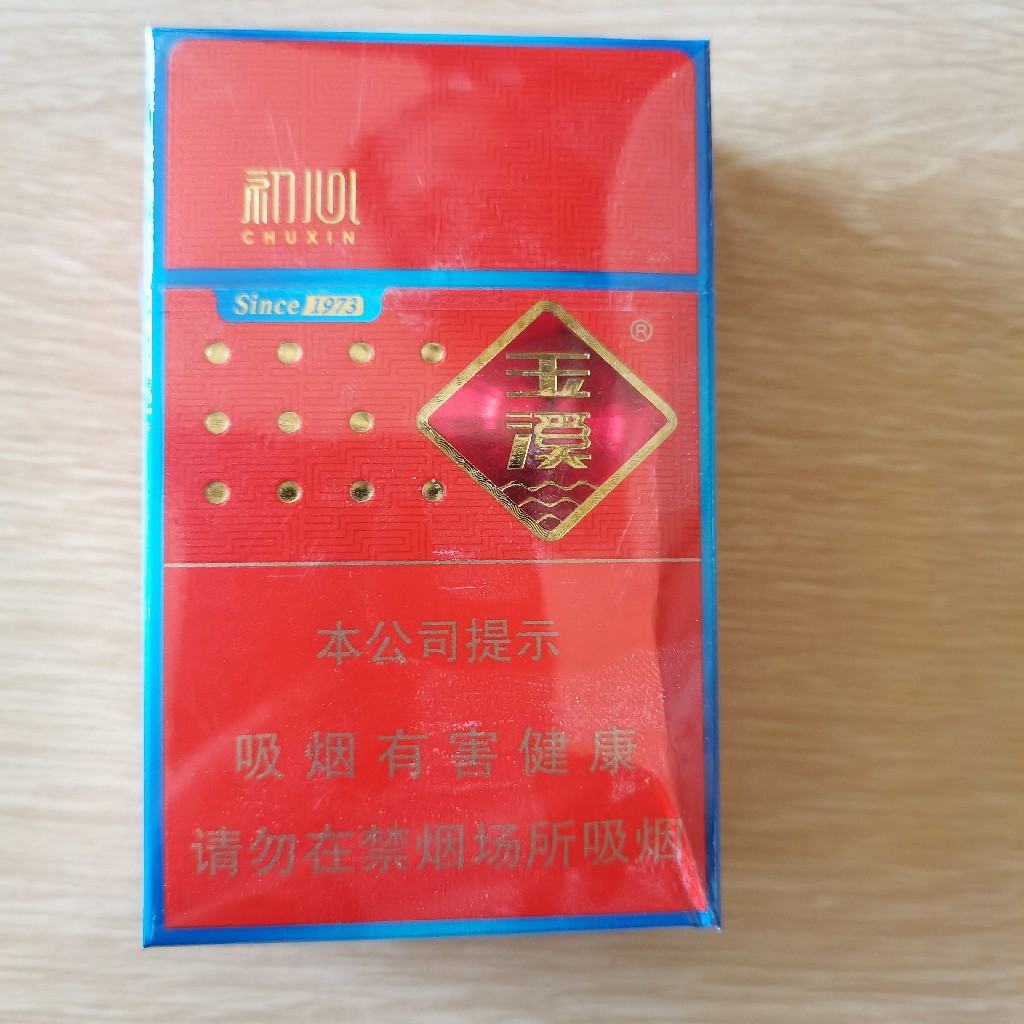 初心
CHUXIN
Since 1973
®
玉
溪
本公司提示
吸烟有害健康
请勿在禁烟场所吸烟